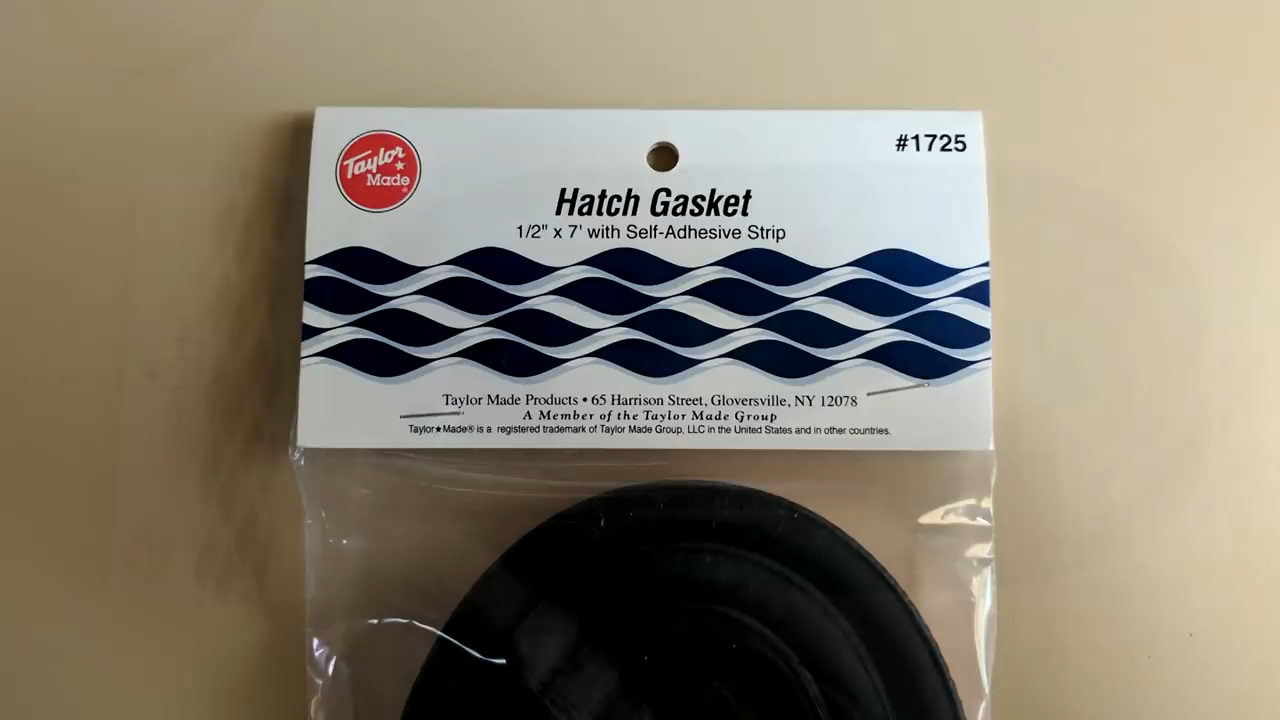 Taylor
Made
®
#1725
Hatch Gasket
1/2" x 7' with Self-Adhesive Strip
Taylor Made Products • 65 Harrison Street, Gloversville, NY 12078
A Member of the Taylor Made Group
Taylor★Made® is a registered trademark of Taylor Made Group, LLC in the United States and in other countries.